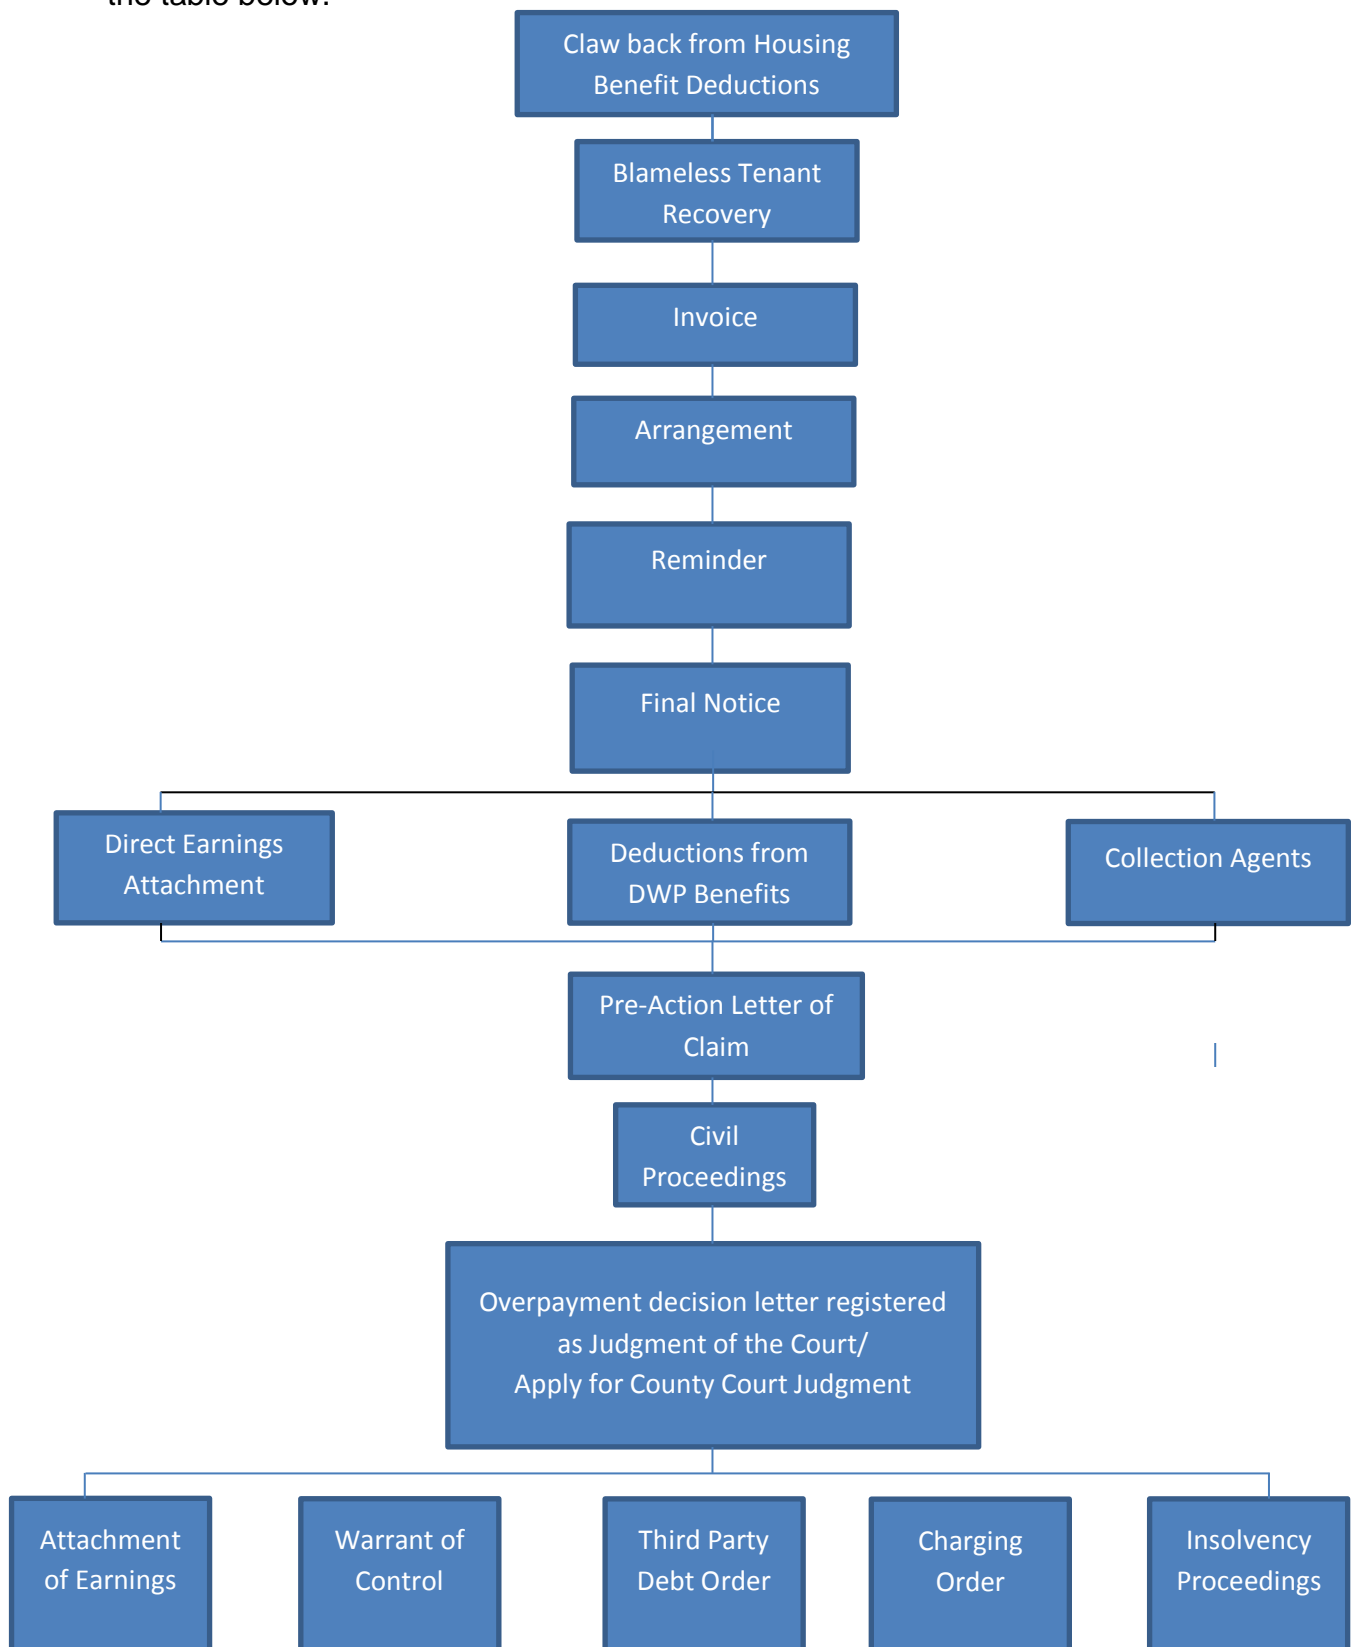 the table below.
Claw back from Housing
Benefit Deductions
Blameless Tenant
Recovery
Invoice
Arrangement
Reminder
Final Notice
Direct Earnings
Attachment
Deductions from
DWP Benefits
Collection Agents
Pre-Action Letter of
Claim
Civil
Proceedings
Overpayment decision letter registered
as Judgment of the Court/
Apply for County Court Judgment
Attachment
of Earnings
Warrant of
Control
Third Party
Debt Order
Charging
Order
Insolvency
Proceedings